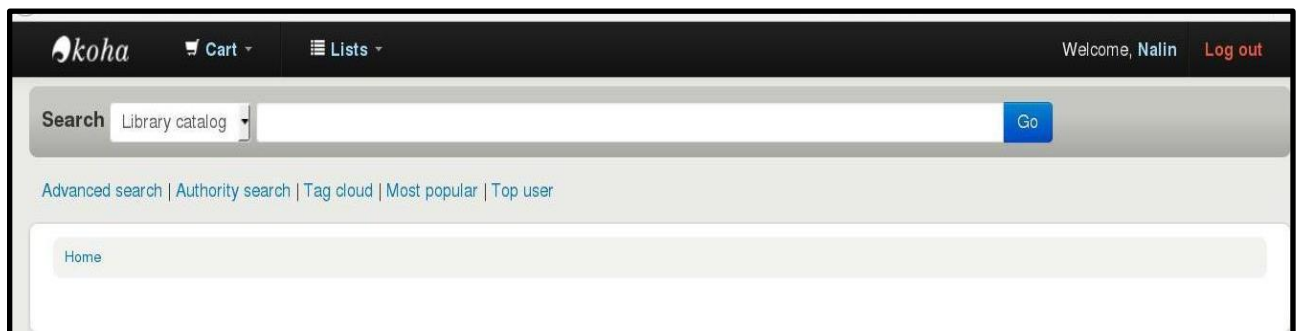 koha Cart Lists Welcome, Nalin Log out
Search Library catalog Go
Advanced search | Authority search | Tag cloud | Most popular | Top user
Home